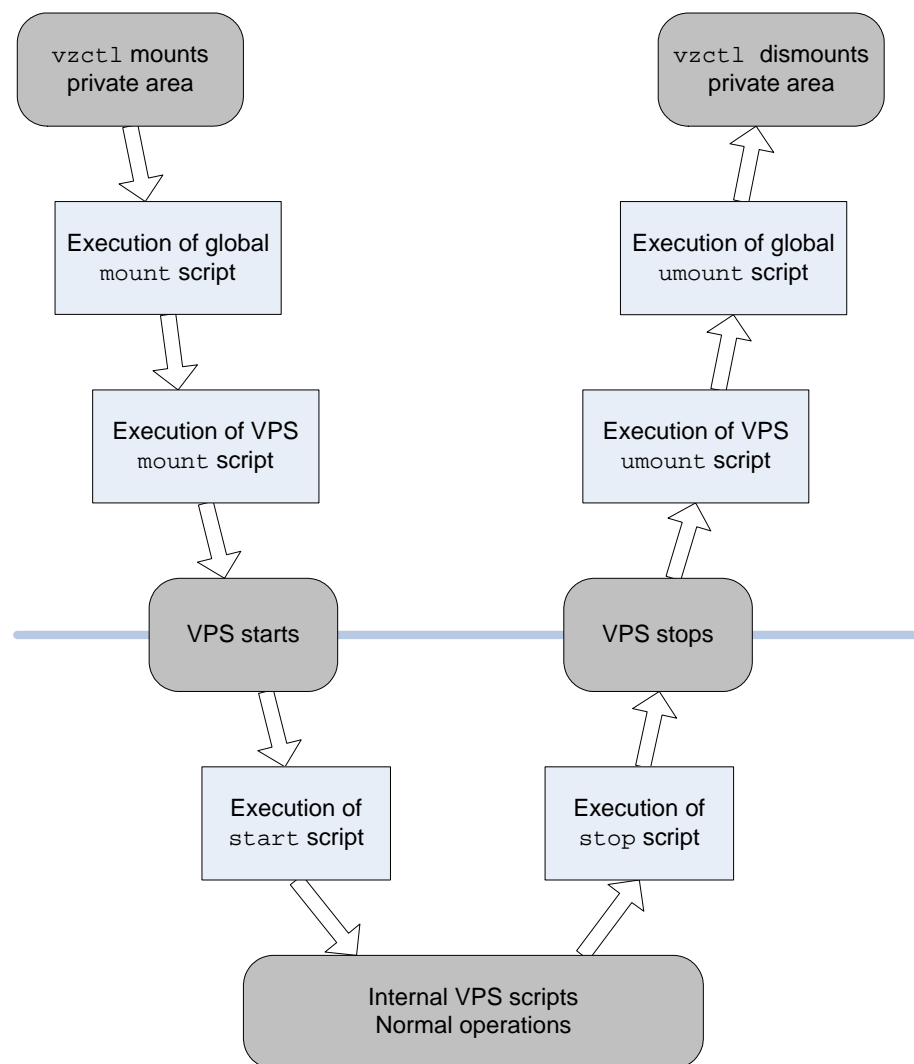 vzctl mounts
private area
vzctl dismounts
private area
Execution of global
mount script
Execution of global
umount script
Execution of VPS
mount script
Execution of VPS
umount script
VPS starts
VPS stops
Execution of
start script
Execution of
stop script
Internal VPS scripts
Normal operations